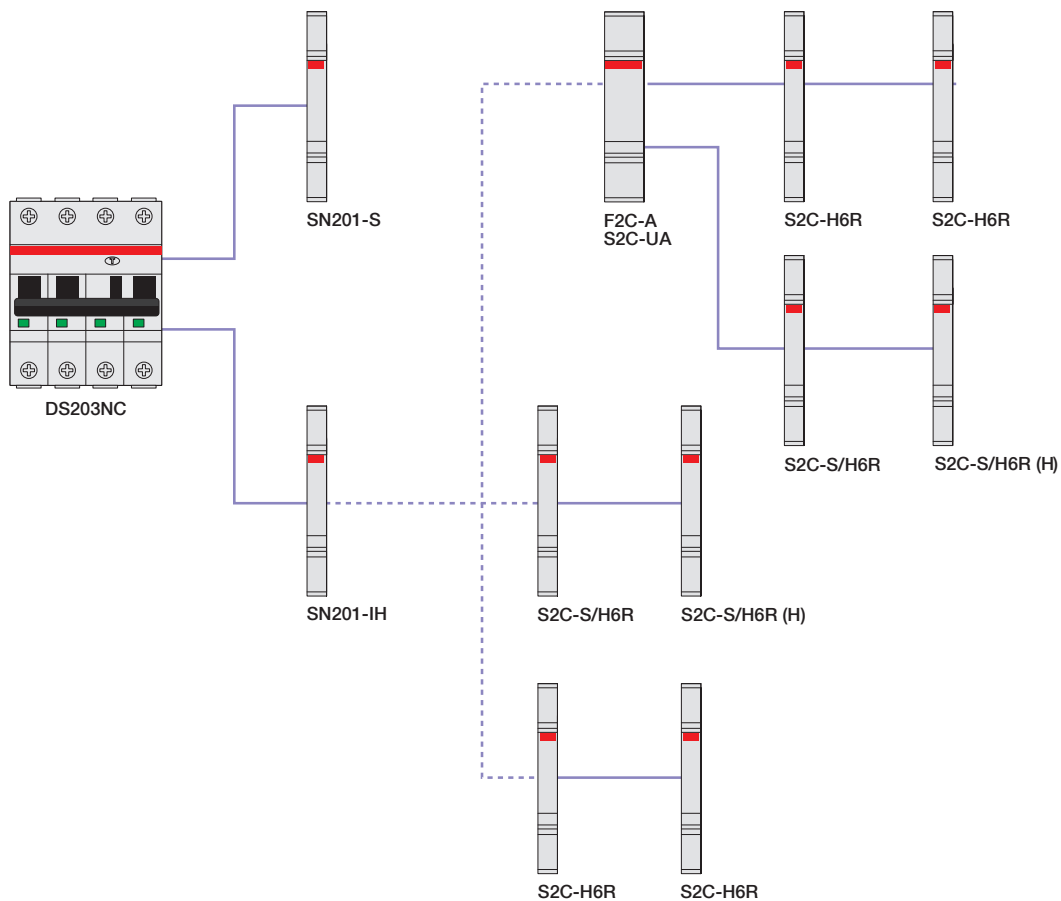 SN201-S
F2C-A
S2C-UA
S2C-H6R
S2C-H6R
DS203NC
S2C-S/H6R
S2C-S/H6R (H)
SN201-IH
S2C-S/H6R
S2C-S/H6R (H)
S2C-H6R
S2C-H6R